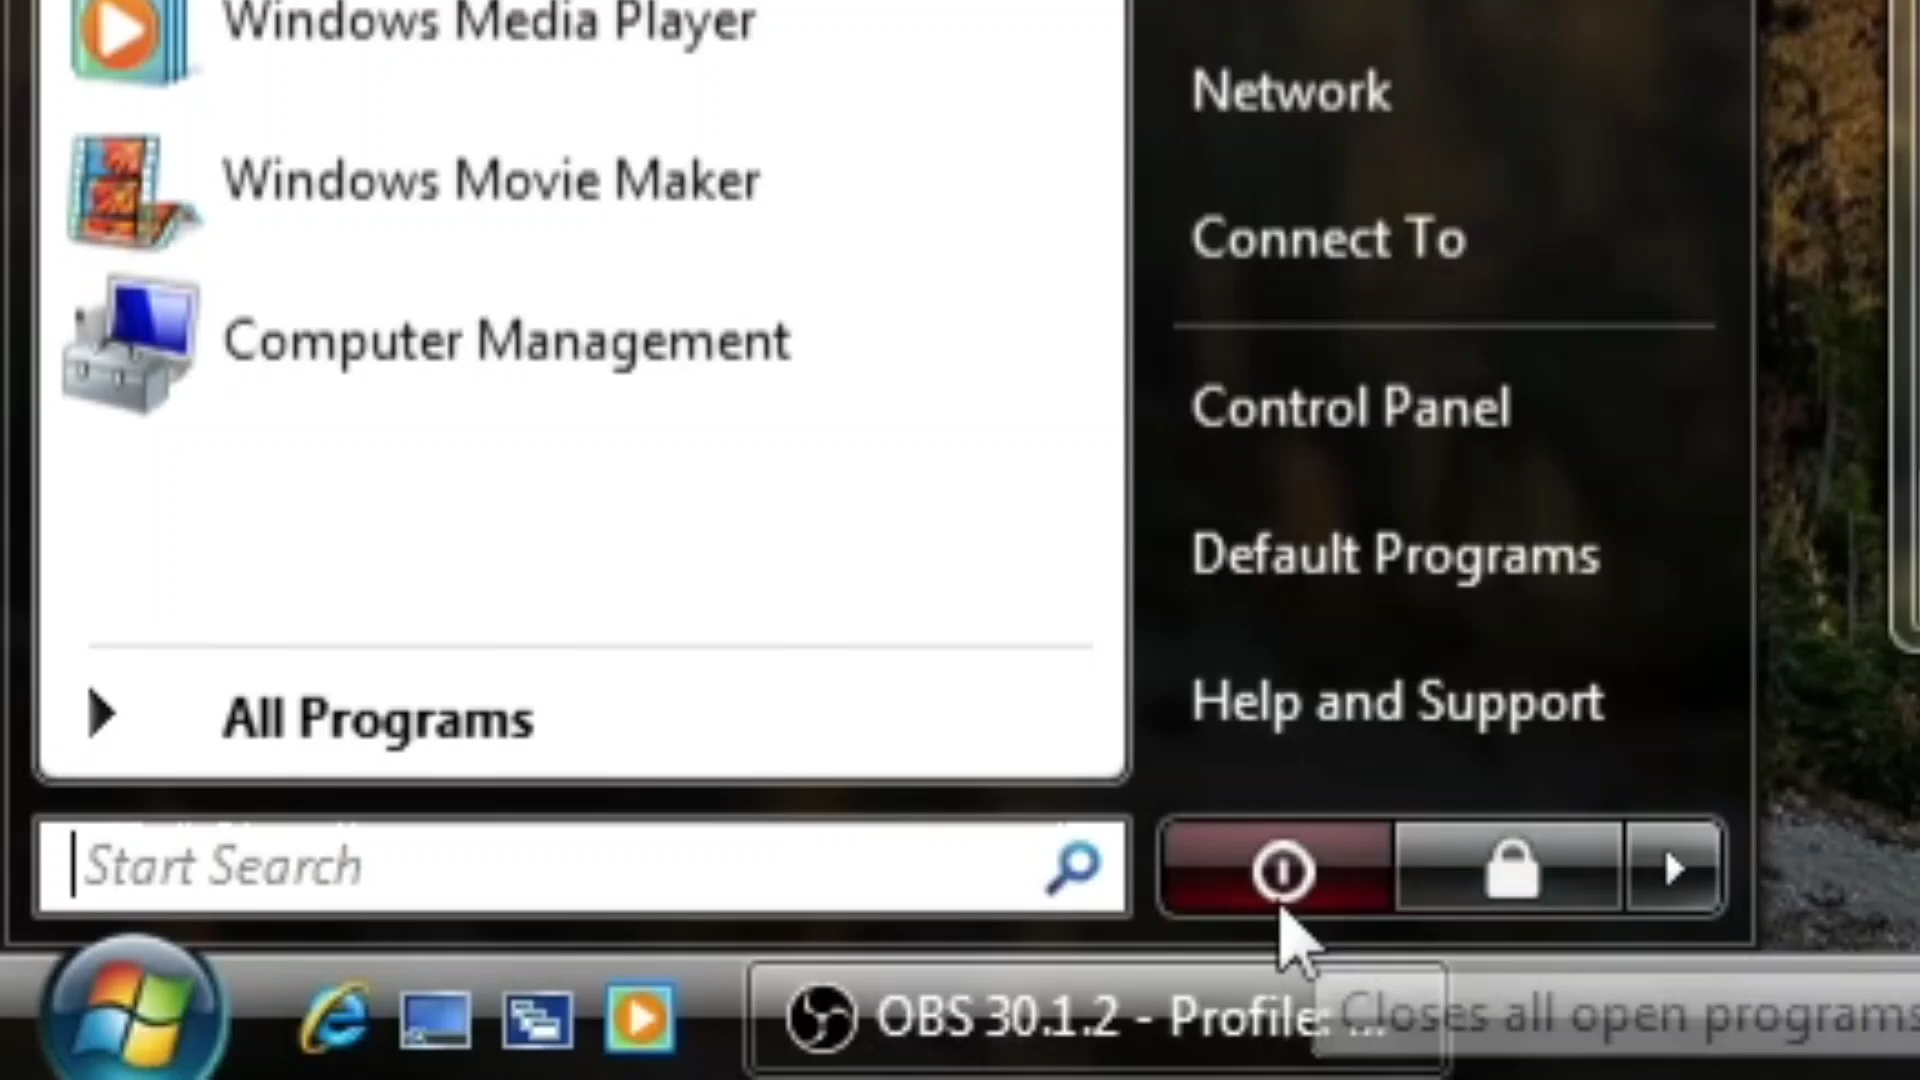 Windows Media Player
Windows Movie Maker
Computer Management
All Programs
Start Search
Network
Connect To
Control Panel
Default Programs
Help and Support
OBS 30.1.2 - Profile: ...
Closes all open programs